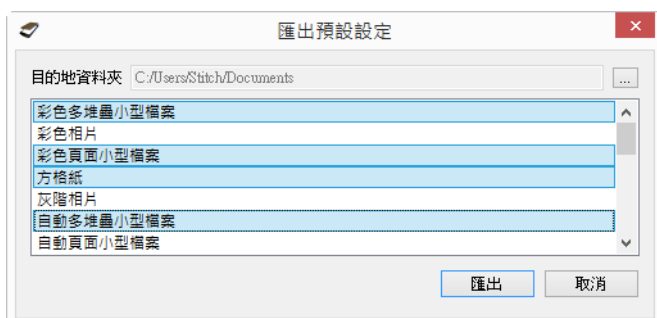 匯出預設設定
目的地資料夾 C:/Users/Stitch/Documents ...
彩色多堆疊小型檔案
彩色相片
彩色頁面小型檔案
方格紙
灰階相片
自動多堆疊小型檔案
自動頁面小型檔案
匯出 取消